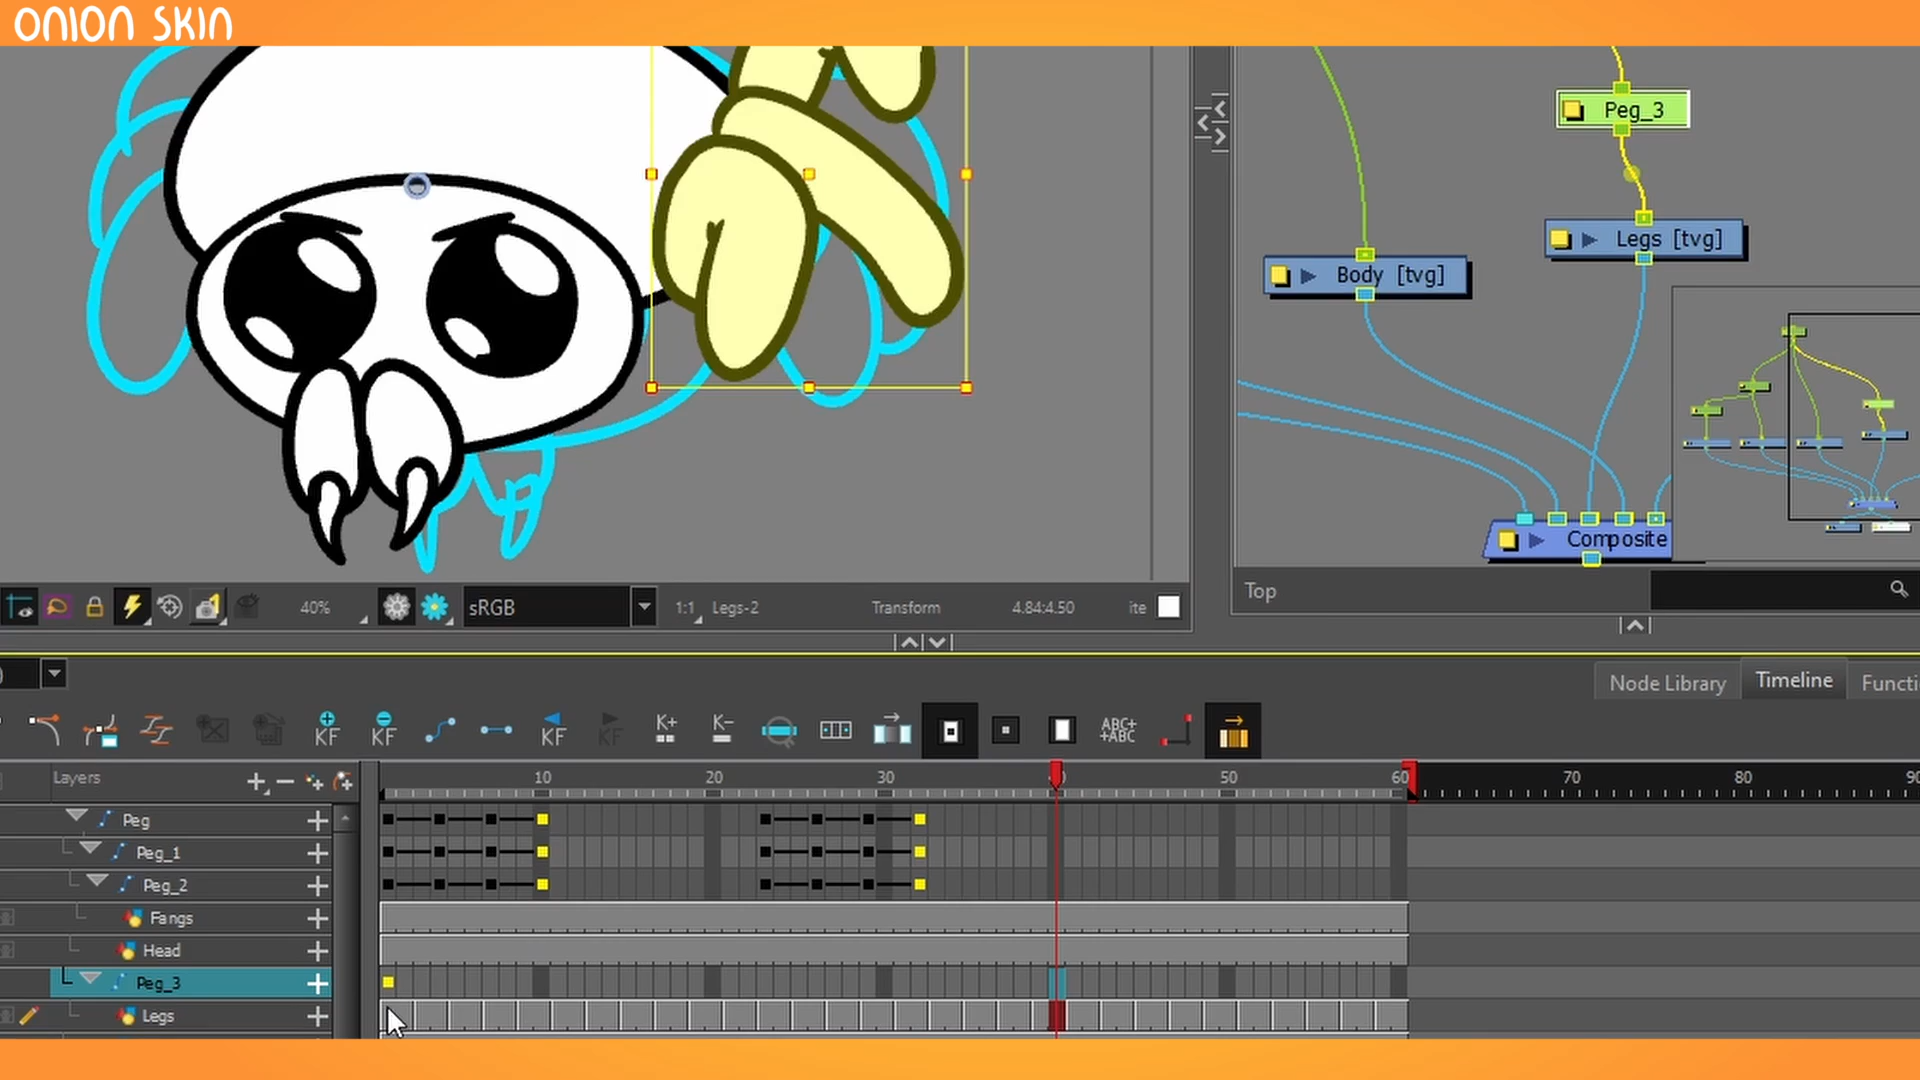 ONION SKIN
Peg_3
Legs [tvg]
Body [tvg]
Composite
Top
40%
sRGB
1:1
Legs-2
Transform
4.84:4.50
ite
Node Library
Timeline
Functi
KF
KF
KF
KF
K+
K-
ABC+
+ABC
Layers
10
20
30
50
60
70
80
90
Peg
Peg_1
Peg_2
Fangs
Head
Peg_3
Legs